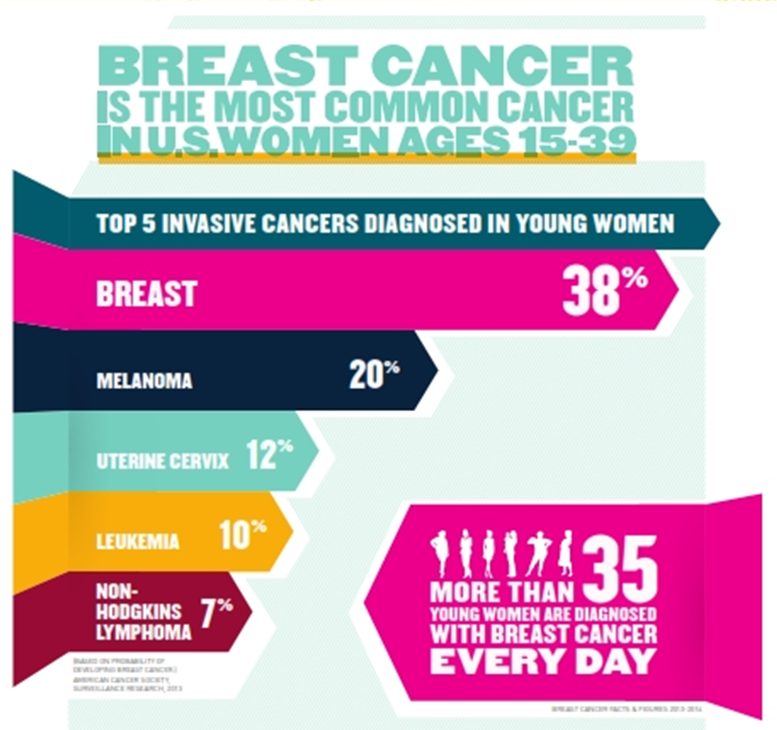 BREAST CANCER
IS THE MOST COMMON CANCER
IN U.S. WOMEN AGES 15-39
TOP 5 INVASIVE CANCERS DIAGNOSED IN YOUNG WOMEN
BREAST 38%
MELANOMA 20%
UTERINE CERVIX 12%
LEUKEMIA 10%
NON-
HODGKINS 7%
LYMPHOMA
(BASED ON PROBABILITY OF
DEVELOPING BREAST CANCER)
AMERICAN CANCER SOCIETY,
SURVEILLANCE RESEARCH, 2013
MORE THAN 35
YOUNG WOMEN ARE DIAGNOSED
WITH BREAST CANCER
EVERY DAY
BREAST CANCER FACTS & FIGURES 2013-2014